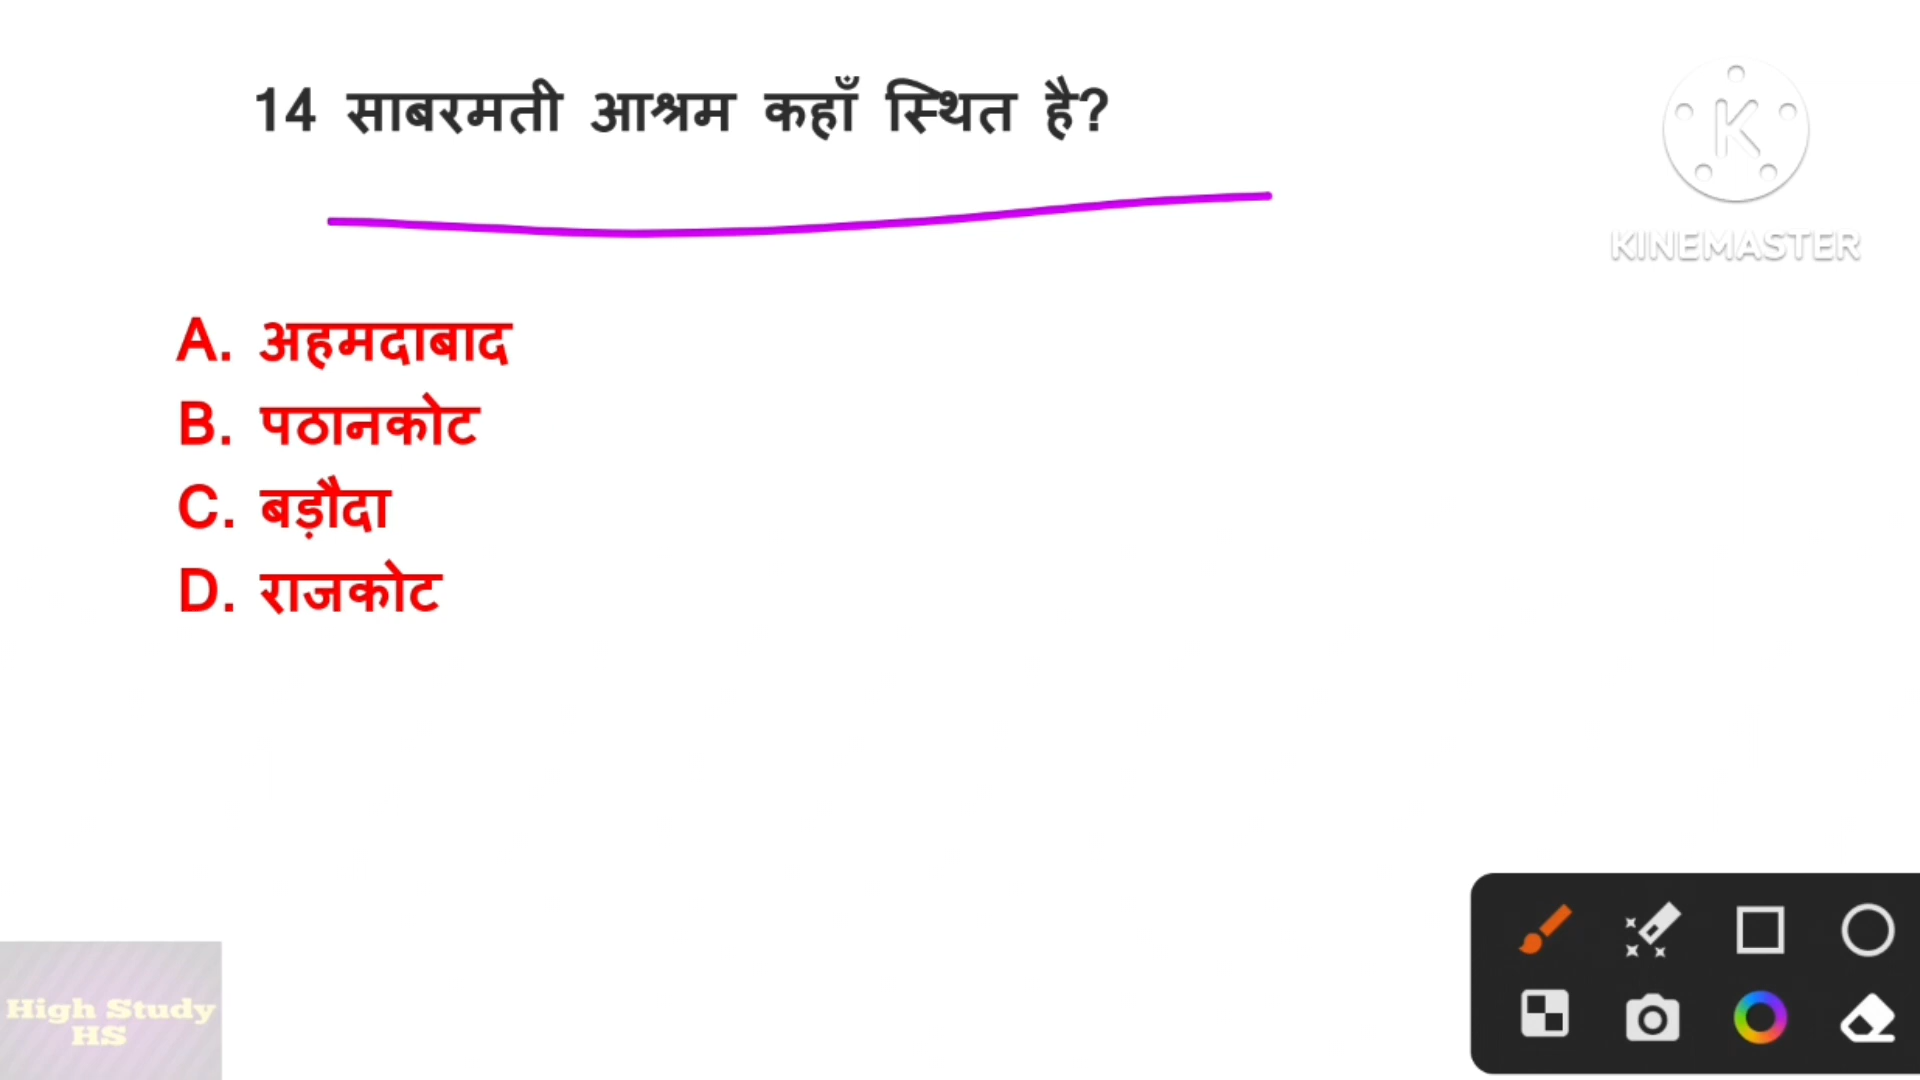 14 साबरमती आश्रम कहाँ स्थित है?
KINEMASTER
A. अहमदाबाद
B. पठानकोट
C. बड़ौदा
D. राजकोट
High Study
HS